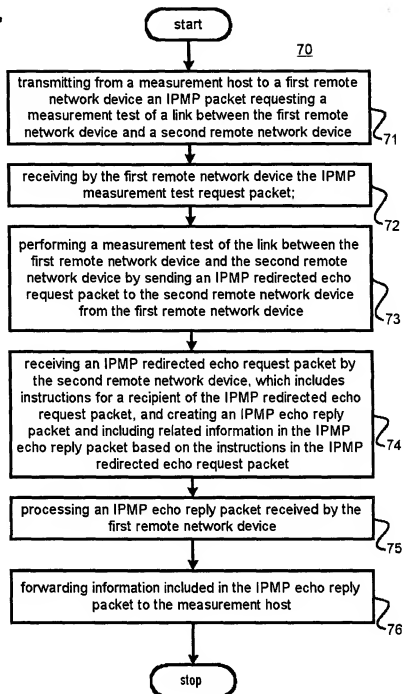 start
70
transmitting from a measurement host to a first remote
network device an IPMP packet requesting a
measurement test of a link between the first remote
network device and a second remote network device
71
receiving by the first remote network device the IPMP
measurement test request packet;
72
performing a measurement test of the link between the
first remote network device and the second remote
network device by sending an IPMP redirected echo
request packet to the second remote network device
from the first remote network device
73
receiving an IPMP redirected echo request packet by
the second remote network device, which includes
instructions for a recipient of the IPMP redirected echo
request packet, and creating an IPMP echo reply
packet and including related information in the IPMP
echo reply packet based on the instructions in the IPMP
redirected echo request packet
74
processing an IPMP echo reply packet received by the
first remote network device
75
forwarding information included in the IPMP echo reply
packet to the measurement host
76
stop